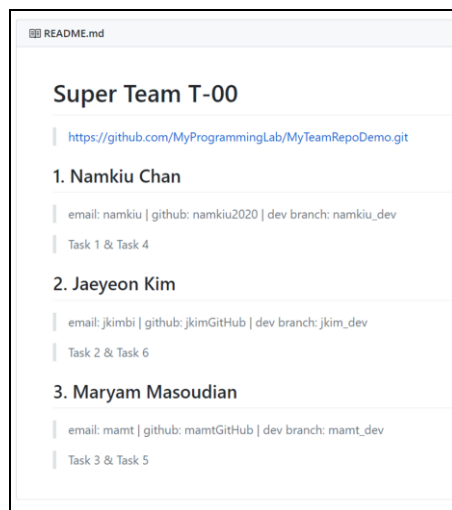 README.md
Super Team T-00
https://github.com/MyProgrammingLab/MyTeamRepoDemo.git
1. Namkiu Chan
email: namkiu | github: namkiu2020 | dev branch: namkiu_dev
Task 1 & Task 4
2. Jaeyeon Kim
email: jkimbi | github: jkimGitHub | dev branch: jkim_dev
Task 2 & Task 6
3. Maryam Masoudian
email: mamt | github: mamtGitHub | dev branch: mamt_dev
Task 3 & Task 5